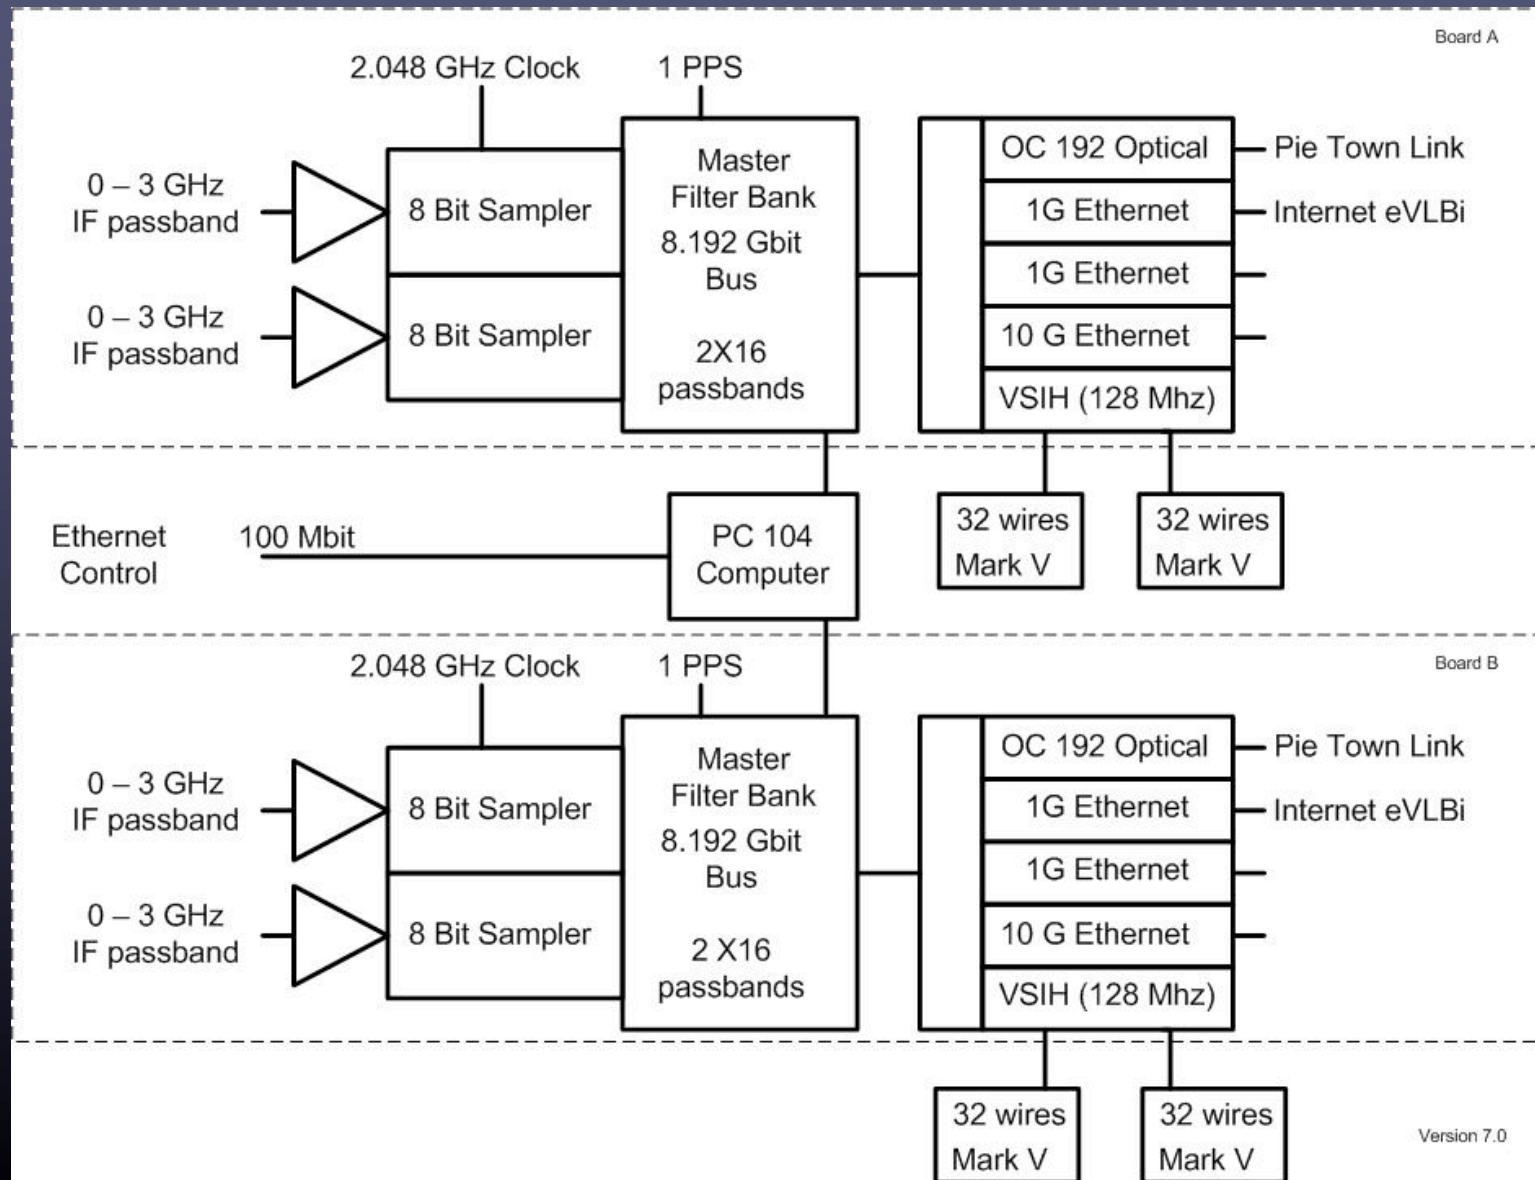 Board A
2.048 GHz Clock
1 PPS
0 – 3 GHz
IF passband
8 Bit Sampler
0 – 3 GHz
IF passband
8 Bit Sampler
Master
Filter Bank
8.192 Gbit
Bus
2X16
passbands
OC 192 Optical
Pie Town Link
1G Ethernet
Internet eVLBi
1G Ethernet
10 G Ethernet
VSIH (128 Mhz)
32 wires
Mark V
32 wires
Mark V
Ethernet
Control
100 Mbit
PC 104
Computer
Board B
2.048 GHz Clock
1 PPS
0 – 3 GHz
IF passband
8 Bit Sampler
0 – 3 GHz
IF passband
8 Bit Sampler
Master
Filter Bank
8.192 Gbit
Bus
2 X16
passbands
OC 192 Optical
Pie Town Link
1G Ethernet
Internet eVLBi
1G Ethernet
10 G Ethernet
VSIH (128 Mhz)
32 wires
Mark V
32 wires
Mark V
Version 7.0